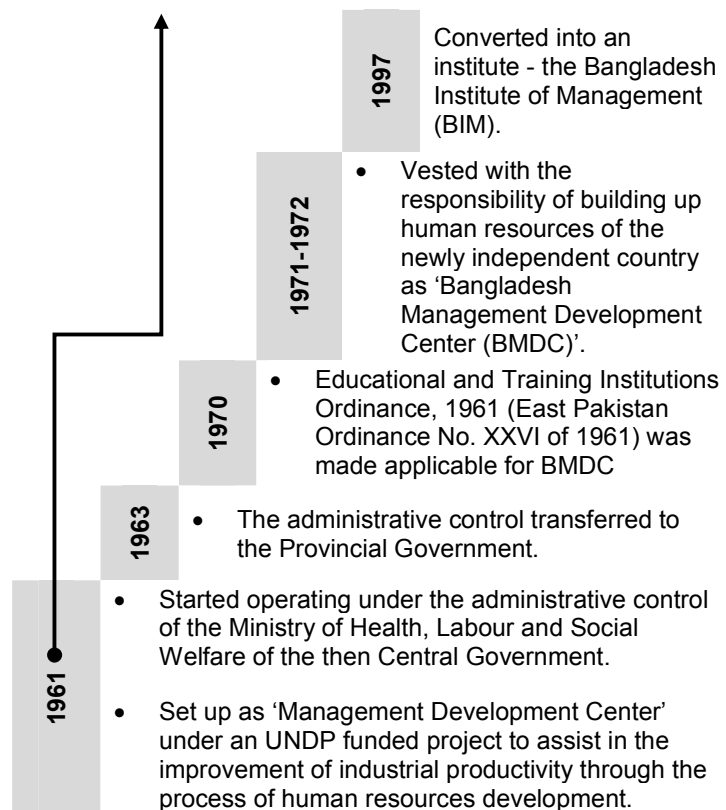 1997
Converted into an
institute - the Bangladesh
Institute of Management
(BIM).
1971-1972
• Vested with the
responsibility of building up
human resources of the
newly independent country
as ‘Bangladesh
Management Development
Center (BMDC)’.
1970
• Educational and Training Institutions
Ordinance, 1961 (East Pakistan
Ordinance No. XXVI of 1961) was
made applicable for BMDC
1963
• The administrative control transferred to
the Provincial Government.
1961
• Started operating under the administrative control
of the Ministry of Health, Labour and Social
Welfare of the then Central Government.
• Set up as ‘Management Development Center’
under an UNDP funded project to assist in the
improvement of industrial productivity through the
process of human resources development.